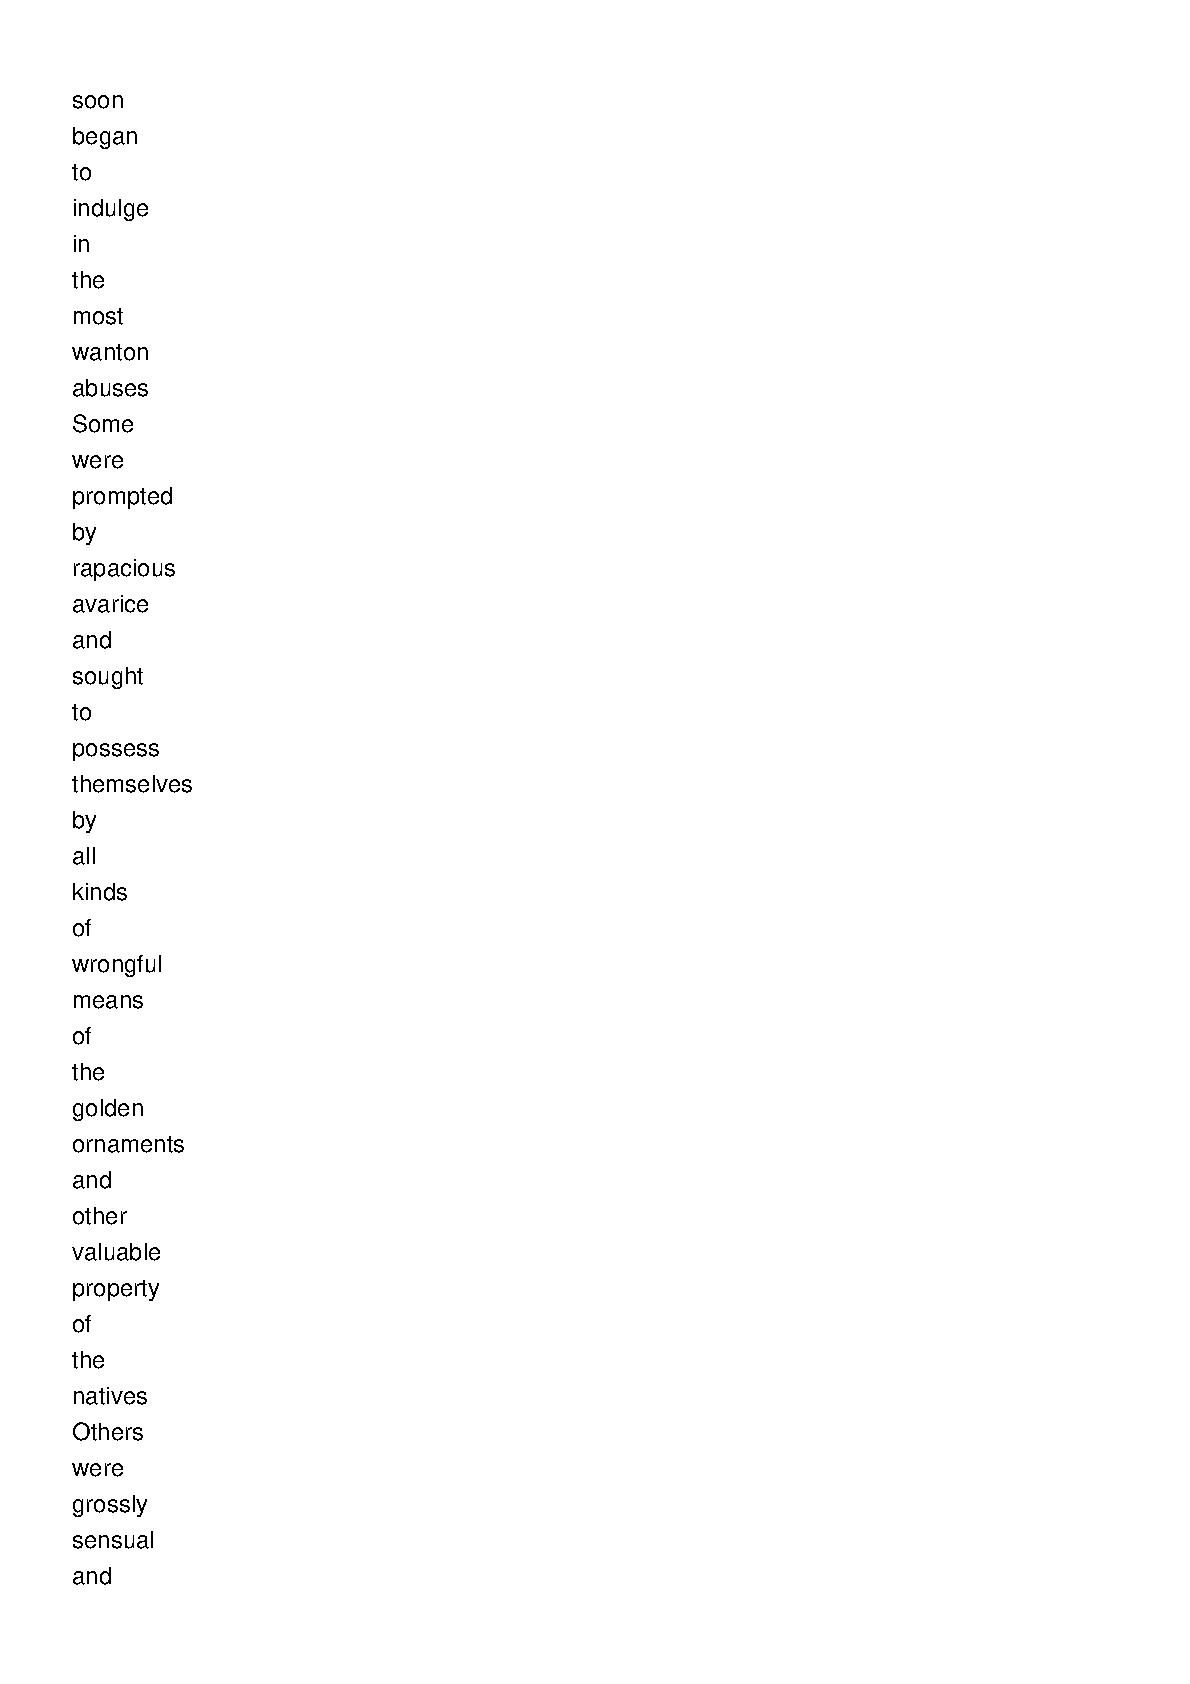 soon
began
to
indulge
in
the
most
wanton
abuses
Some
were
prompted
by
rapacious
avarice
and
sought
to
possess
themselves
by
all
kinds
of
wrongful
means
of
the
golden
ornaments
and
other
valuable
property
of
the
natives
Others
were
grossly
sensual
and